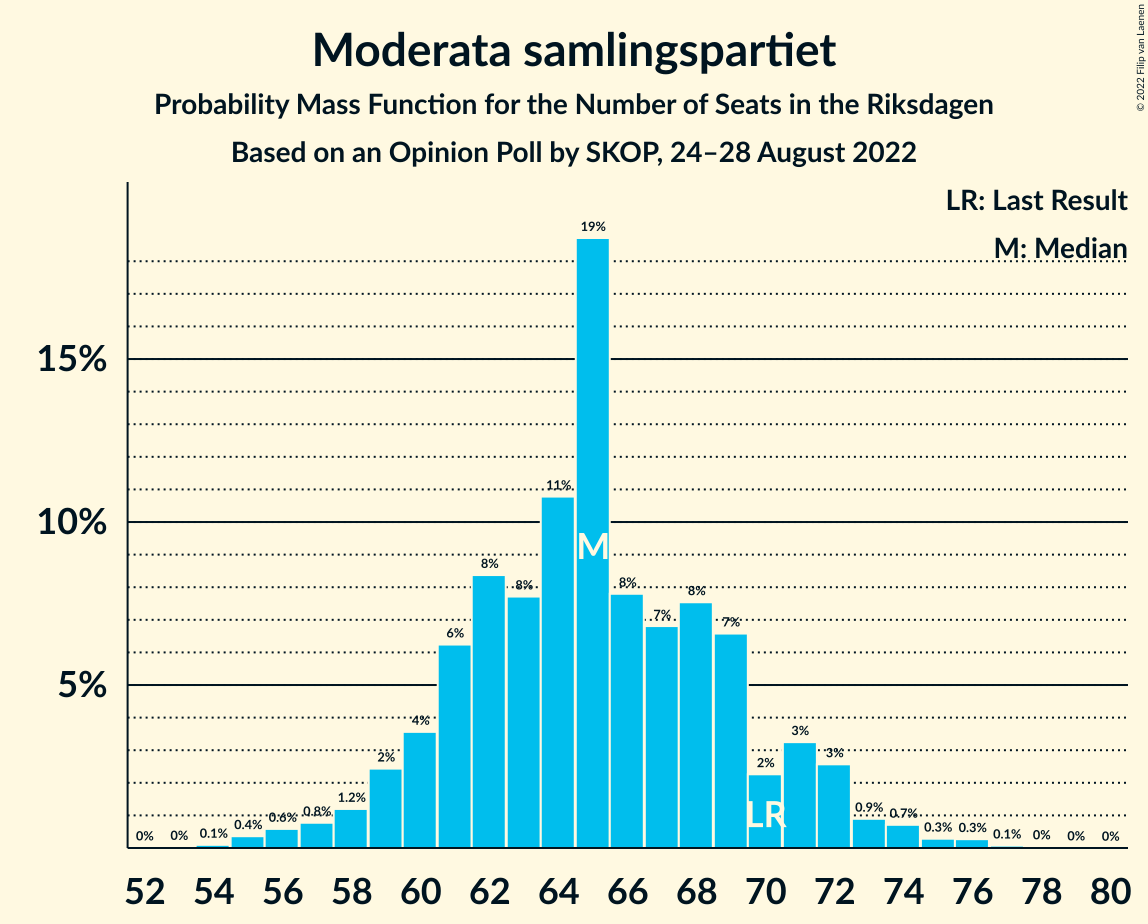 Moderata samlingspartiet
Probability Mass Function for the Number of Seats in the Riksdagen
Based on an Opinion Poll by SKOP, 24–28 August 2022
© 2022 Filip van Laenen
LR: Last Result
M: Median
15%
10%
5%
0% 0% 0.1% 0.4% 0.6% 0.8% 1.2% 2% 4% 6% 8% 8% 11% 19% 8% 7% 8% 7% 2% 3% 3% 0.9% 0.7% 0.3% 0.3% 0.1% 0% 0% 0%
M
LR
52 54 56 58 60 62 64 66 68 70 72 74 76 78 80